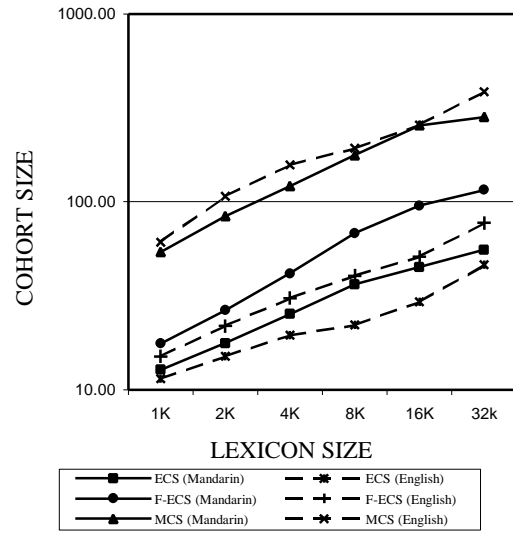 1000.00
100.00
10.00
COHORT SIZE
1K 2K 4K 8K 16K 32k
LEXICON SIZE
ECS (Mandarin) ECS (English)
F-ECS (Mandarin) F-ECS (English)
MCS (Mandarin) MCS (English)